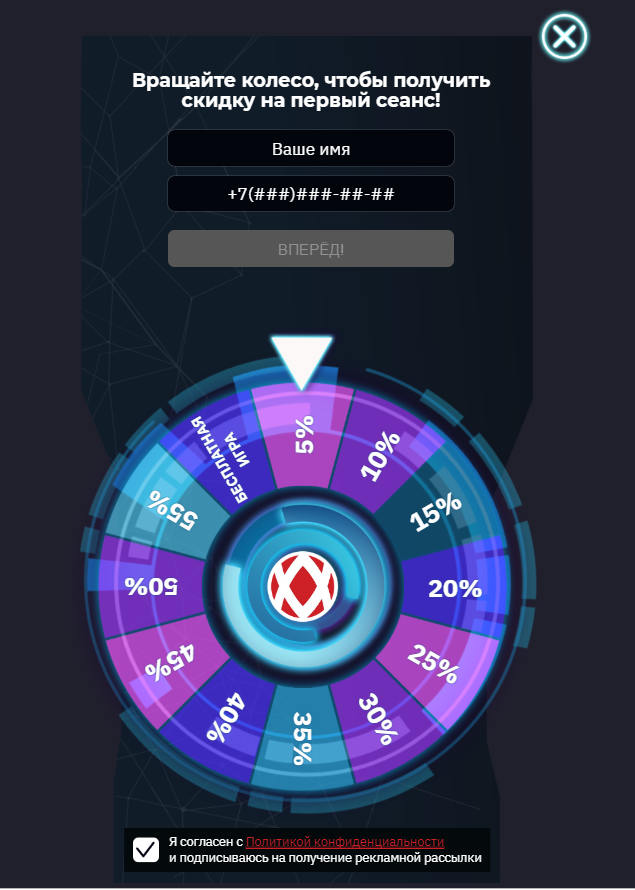 Вращайте колесо, чтобы получить
скидку на первый сеанс!
Ваше имя
+7(###)###-##-##
ВПЕРЁД!
5%
10%
15%
20%
25%
30%
35%
40%
45%
50%
55%
БЕСПЛАТНАЯ
ИГРА
Я согласен с Политикой конфиденциальности
и подписываюсь на получение рекламной рассылки